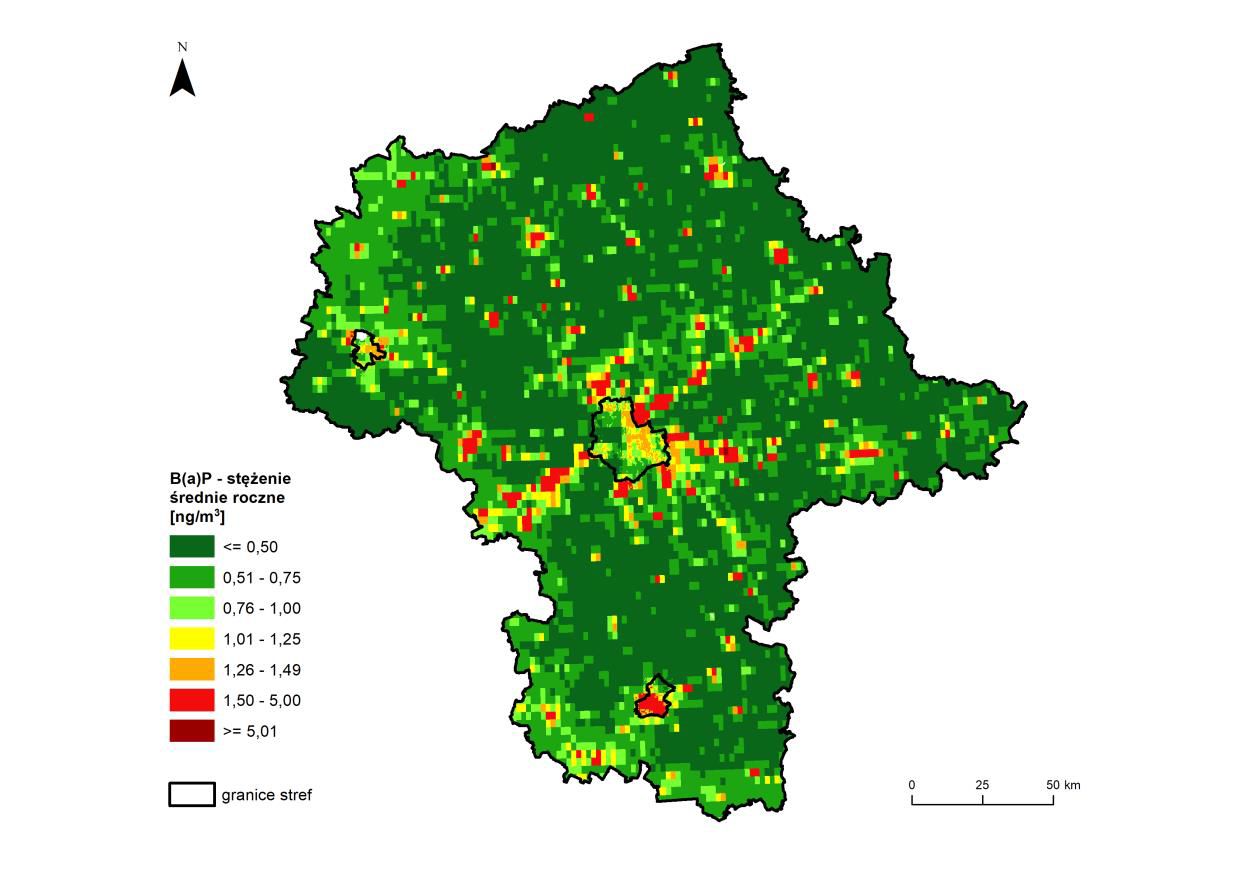 N
B(a)P - stężenie
średnie roczne
[ng/m³]
<= 0,50
0,51 - 0,75
0,76 - 1,00
1,01 - 1,25
1,26 - 1,49
1,50 - 5,00
>= 5,01
granice stref
0 25 50 km